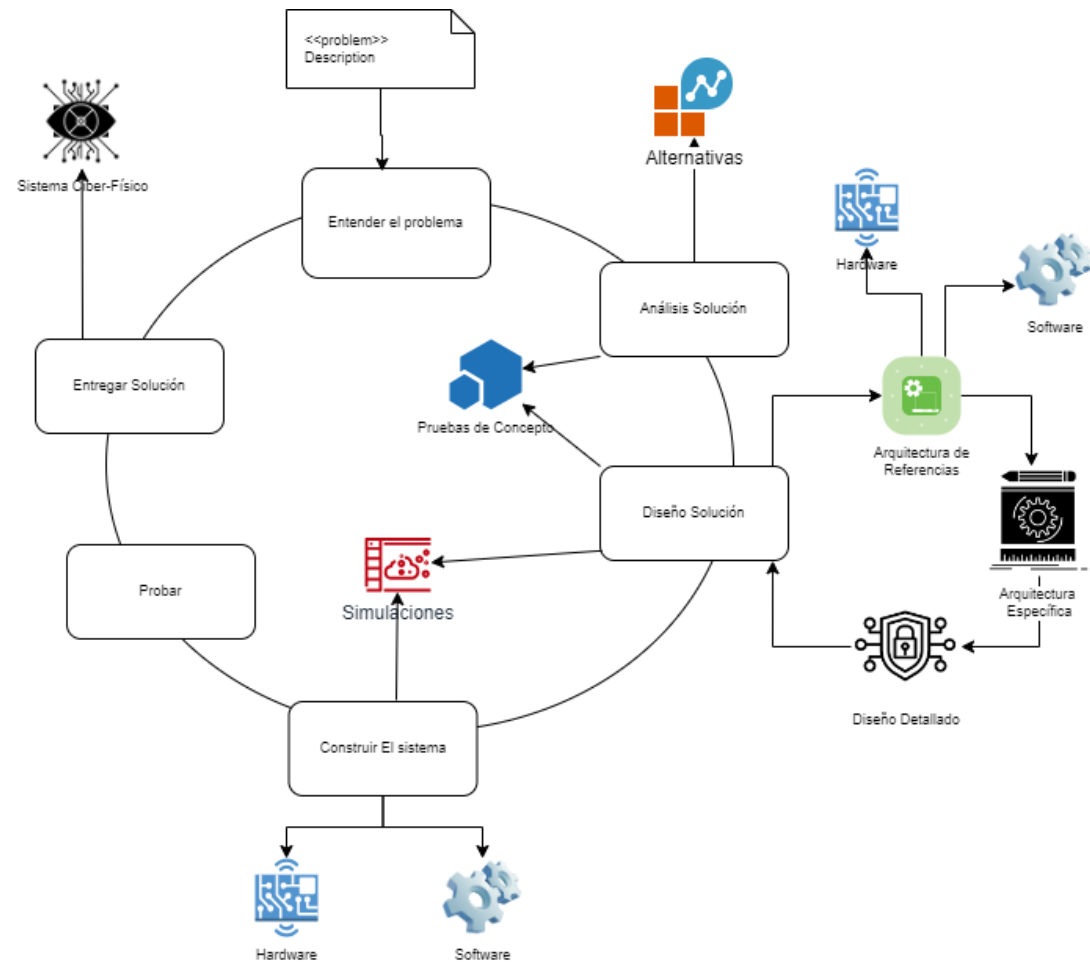 <<problem>>
Description
Sistema Ciber-Físico
Alternativas
Entender el problema
Hardware
Software
Análisis Solución
Entregar Solución
Pruebas de Concepto
Arquitectura de
Referencias
Diseño Solución
Arquitectura
Específica
Probar
Simulaciones
Diseño Detallado
Construir El sistema
Hardware
Software